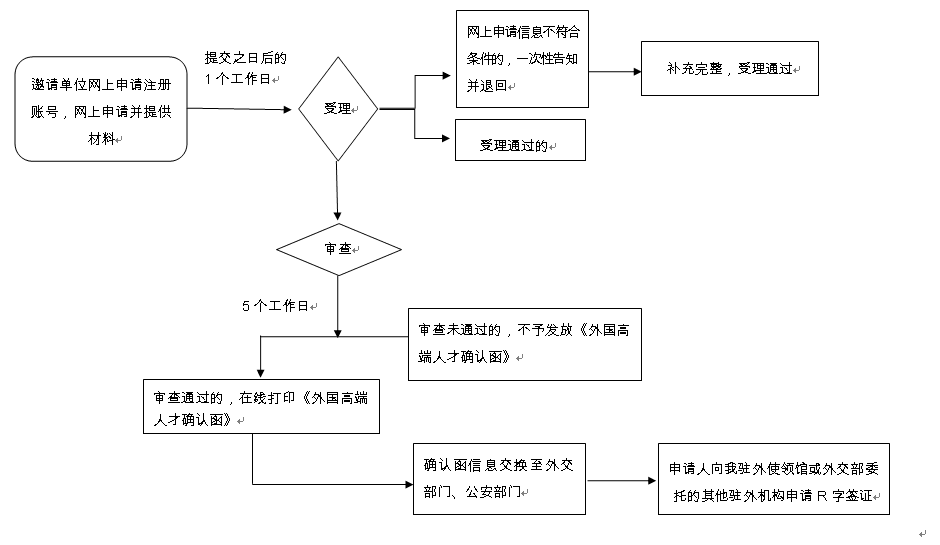 邀请单位网上申请注册
账号，网上申请并提供
材料
提交之日后的
1个工作日
受理
网上申请信息不符合
条件的，一次性告知
并退回
补充完整，受理通过
受理通过的
审查
5个工作日
审查未通过的，不予发放《外国高
端人才确认函》
审查通过的，在线打印《外国高端
人才确认函》
确认函信息交换至外交
部门、公安部门
申请人向我驻外使领馆或外交部委
托的其他驻外机构申请R字签证